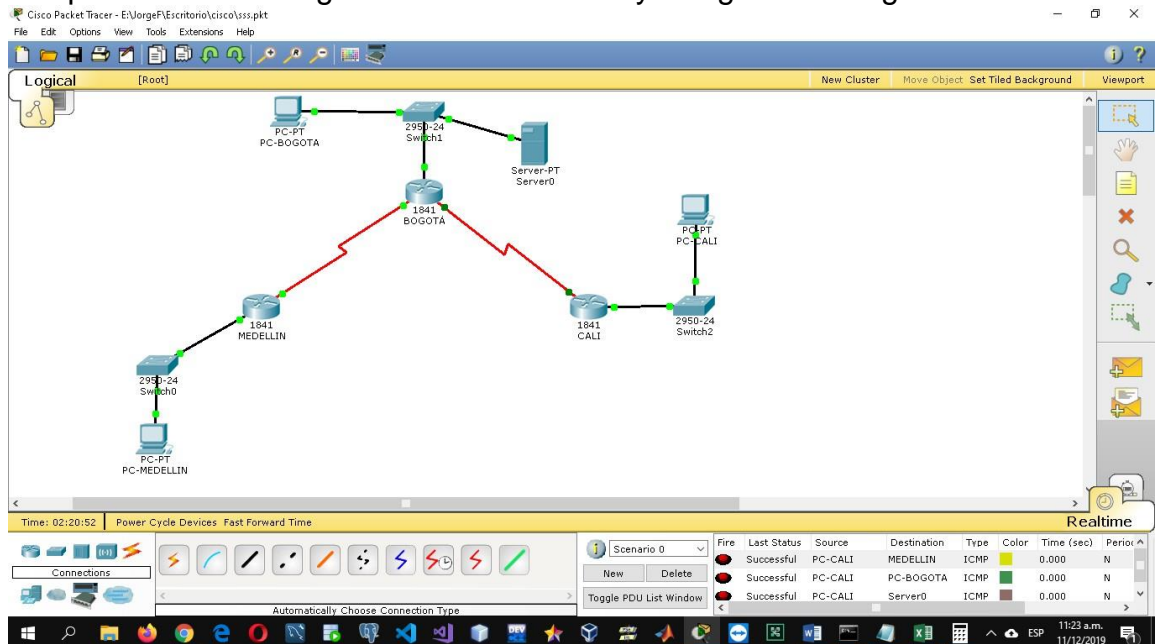 Cisco Packet Tracer - E:\JorgeF\Escritorio\cisco\sss.pkt
File Edit Options View Tools Extensions Help
Logical [Root] New Cluster Move Object Set Tiled Background Viewport
PC-PT
PC-BOGOTA
2950-24
Switch1
Server-PT
Server0
1841
BOGOTÁ
PC-PT
PC-CALI
1841
MEDELLIN
1841
CALI
2950-24
Switch2
2950-24
Switch0
PC-PT
PC-MEDELLIN
Time: 02:20:52 Power Cycle Devices Fast Forward Time Realtime
Connections
Automatically Choose Connection Type
Scenario 0
New Delete
Toggle PDU List Window
Fire Last Status Source Destination Type Color Time (sec) Perioc
Successful PC-CALI MEDELLIN ICMP 0.000 N
Successful PC-CALI PC-BOGOTA ICMP 0.000 N
Successful PC-CALI Server0 ICMP 0.000 N
ESP 11:23 a.m.
11/12/2019